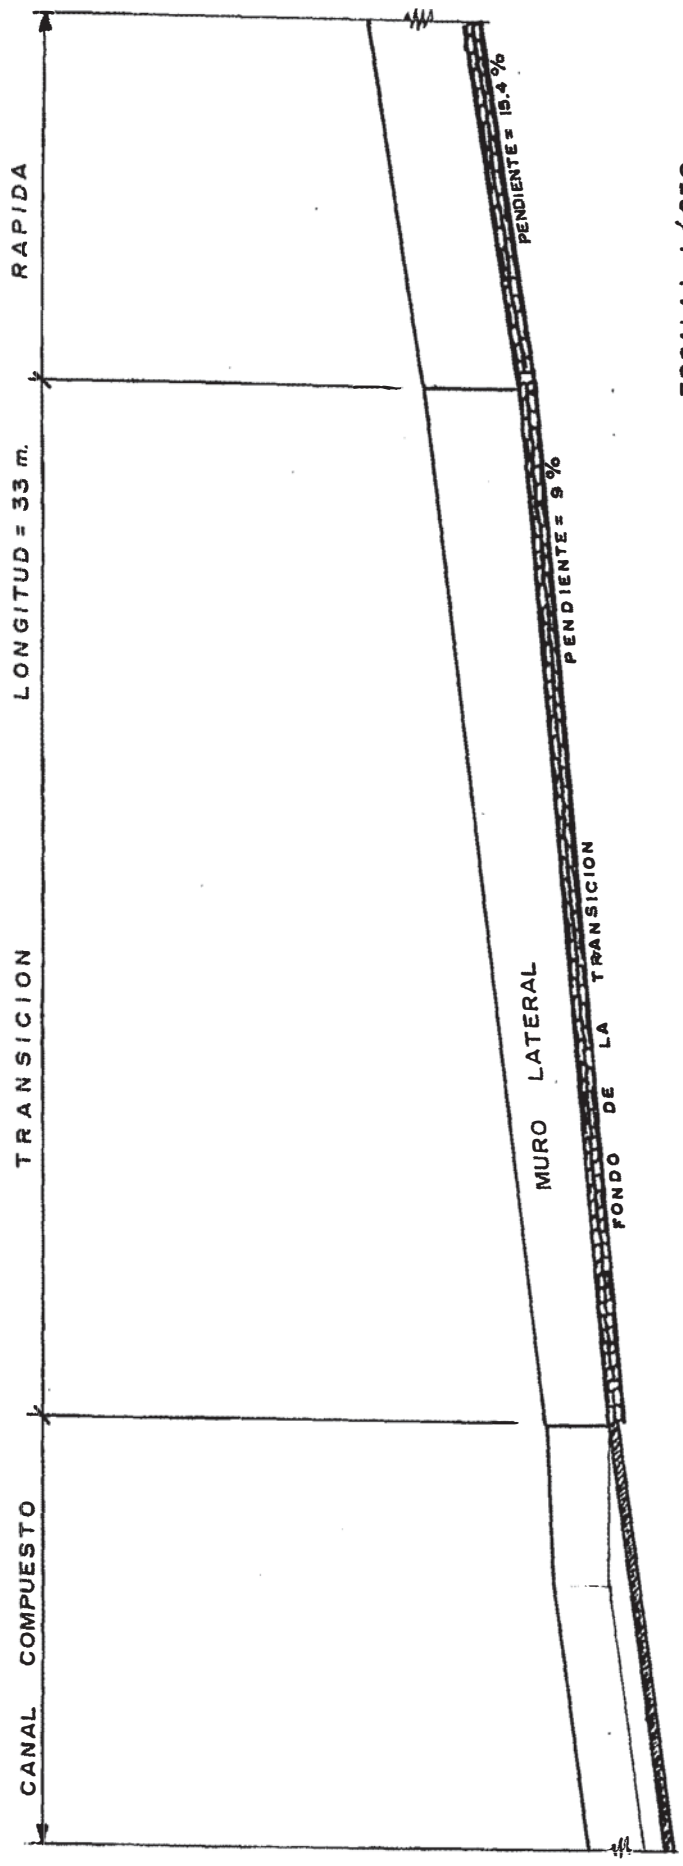 CANAL COMPUESTO
TRANSICION
LONGITUD = 33 m.
RAPIDA
MURO LATERAL
FONDO DE LA TRANSICION
PENDIENTE = 9 %
PENDIENTE = 15.4 %